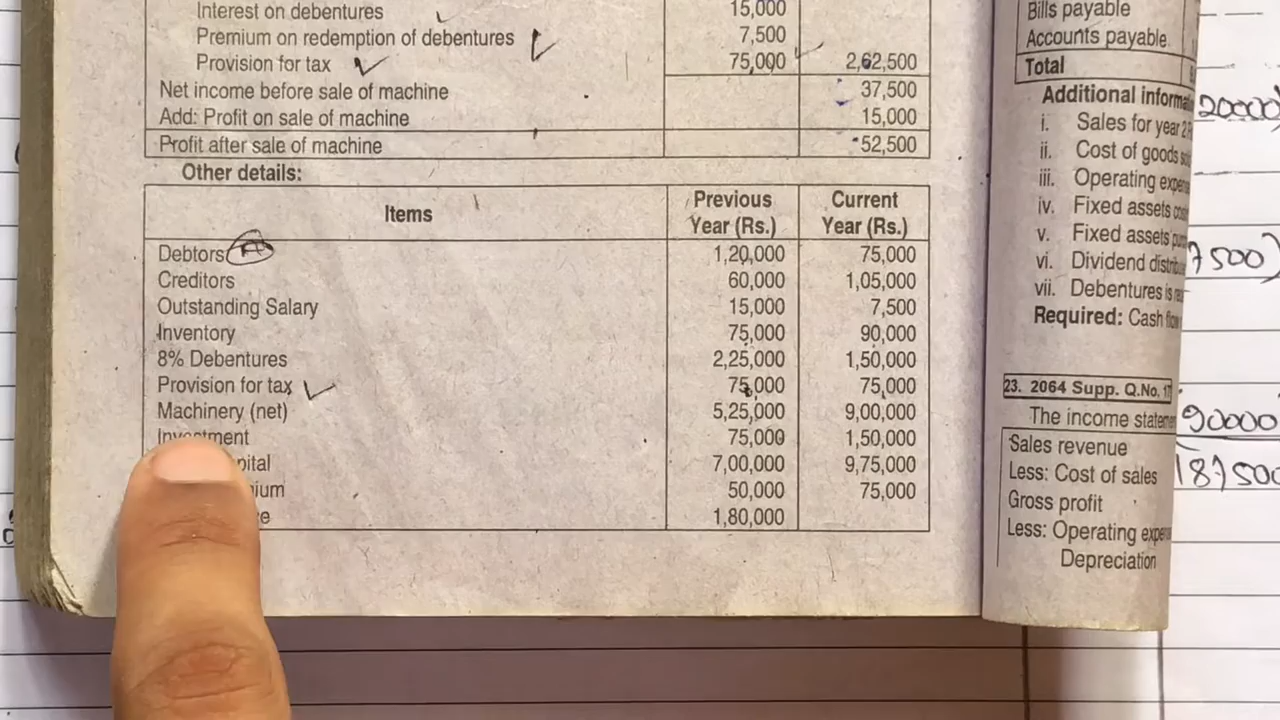 Interest on debentures 15,000
Premium on redemption of debentures 7,500
Provision for tax 75,000 2,62,500
Net income before sale of machine 37,500
Add: Profit on sale of machine 15,000
Profit after sale of machine 52,500
Other details:
Items Previous Year (Rs.) Current Year (Rs.)
Debtors 1,20,000 75,000
Creditors 60,000 1,05,000
Outstanding Salary 15,000 7,500
Inventory 75,000 90,000
8% Debentures 2,25,000 1,50,000
Provision for tax 75,000 75,000
Machinery (net) 5,25,000 9,00,000
Investment 75,000 1,50,000
7,00,000 9,75,000
50,000 75,000
1,80,000
Bills payable
Accounts payable
Total
Additional
i. Sales for year
ii. Cost of goods
iii. Operating
iv. Fixed assets
v. Fixed assets
vi. Dividend
vii. Debentures is
Required: Cash
23. 2064 Supp. Q.No.
The income
Sales revenue
Less: Cost of sales
Gross profit
Less: Operating
Depreciation
20000)
7500)
90000
187500